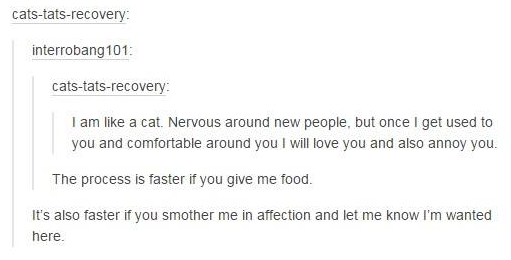 cats-tats-recovery:
interrobang101:
cats-tats-recovery:
I am like a cat. Nervous around new people, but once I get used to
you and comfortable around you I will love you and also annoy you.
The process is faster if you give me food.
It's also faster if you smother me in affection and let me know I'm wanted
here.